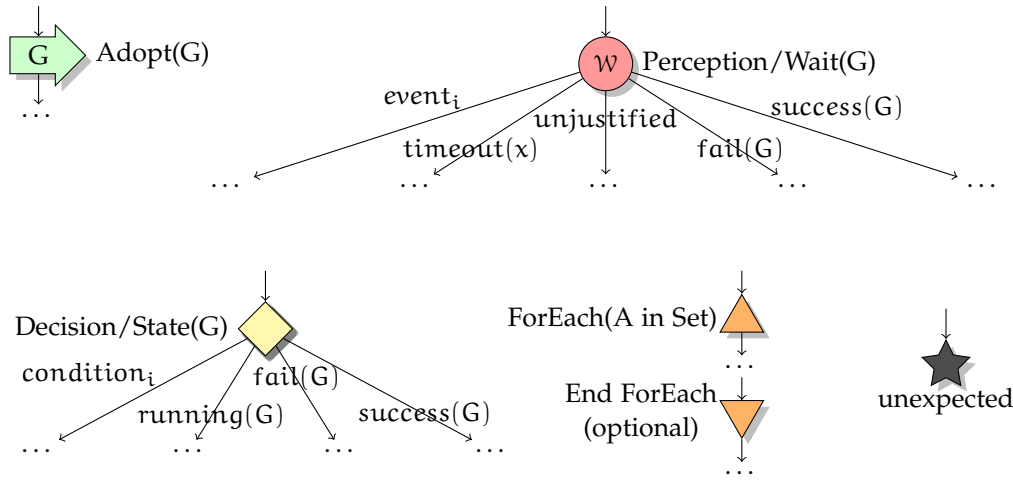 G Adopt(G)
...
𝒲 Perception/Wait(G)
event_i
success(G)
unjustified
timeout(x)
fail(G)
... ... ... ... ...
Decision/State(G)
condition_i
fail(G)
running(G)
success(G)
... ... ... ...
ForEach(A in Set)
...
End ForEach
(optional)
...
unexpected